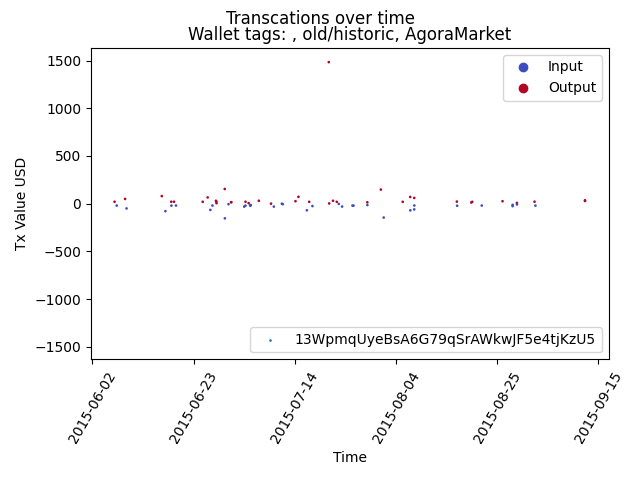 Transcations over time
Wallet tags: , old/historic, AgoraMarket
Input
Output
Tx Value USD
1500
1000
500
0
−500
−1000
−1500
13WpmqUyeBsA6G79qSrAWkwJF5e4tjKzU5
2015-06-02
2015-06-23
2015-07-14
2015-08-04
2015-08-25
2015-09-15
Time